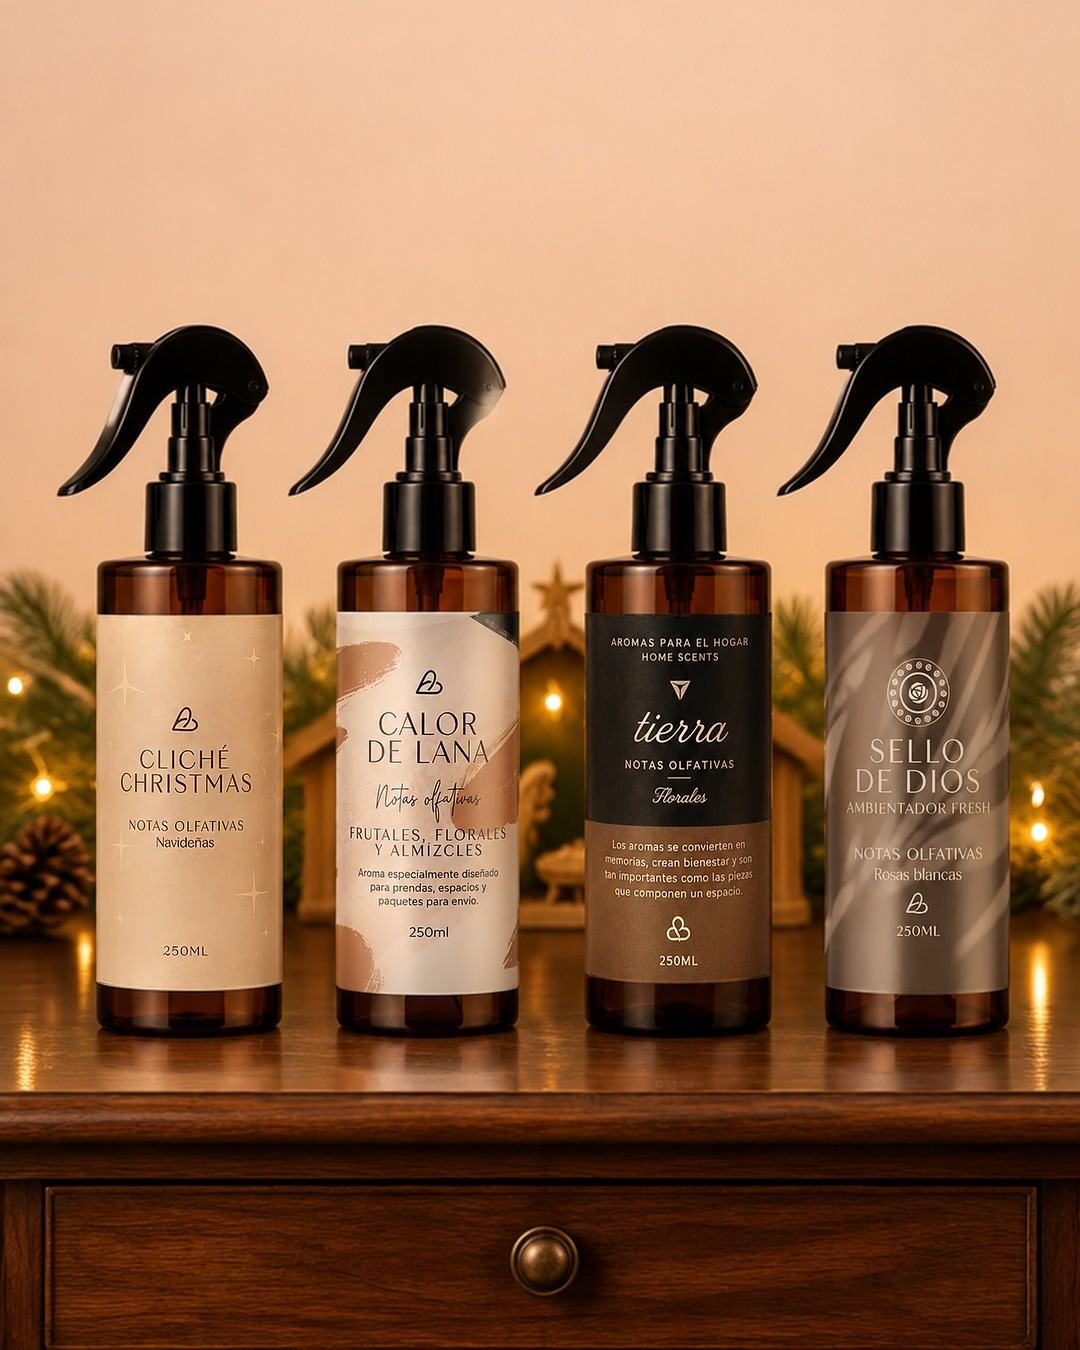 CLICHÉ
CHRISTMAS
NOTAS OLFATIVAS
Navideñas
250ML
CALOR
DE LANA
Notas olfativas
FRUTALES, FLORALES
Y ALMIZCLES
Aroma especialmente diseñado
para prendas, espacios y
paquetes para envio.
250ml
AROMAS PARA EL HOGAR
HOME SCENTS
tierra
NOTAS OLFATIVAS
Florales
Los aromas se convierten en
memorias, crean bienestar y son
tan importantes como las piezas
que componen un espacio.
250ML
SELLO
DE DIOS
AMBIENTADOR FRESH
NOTAS OLFATIVAS
Rosas blancas
250ML